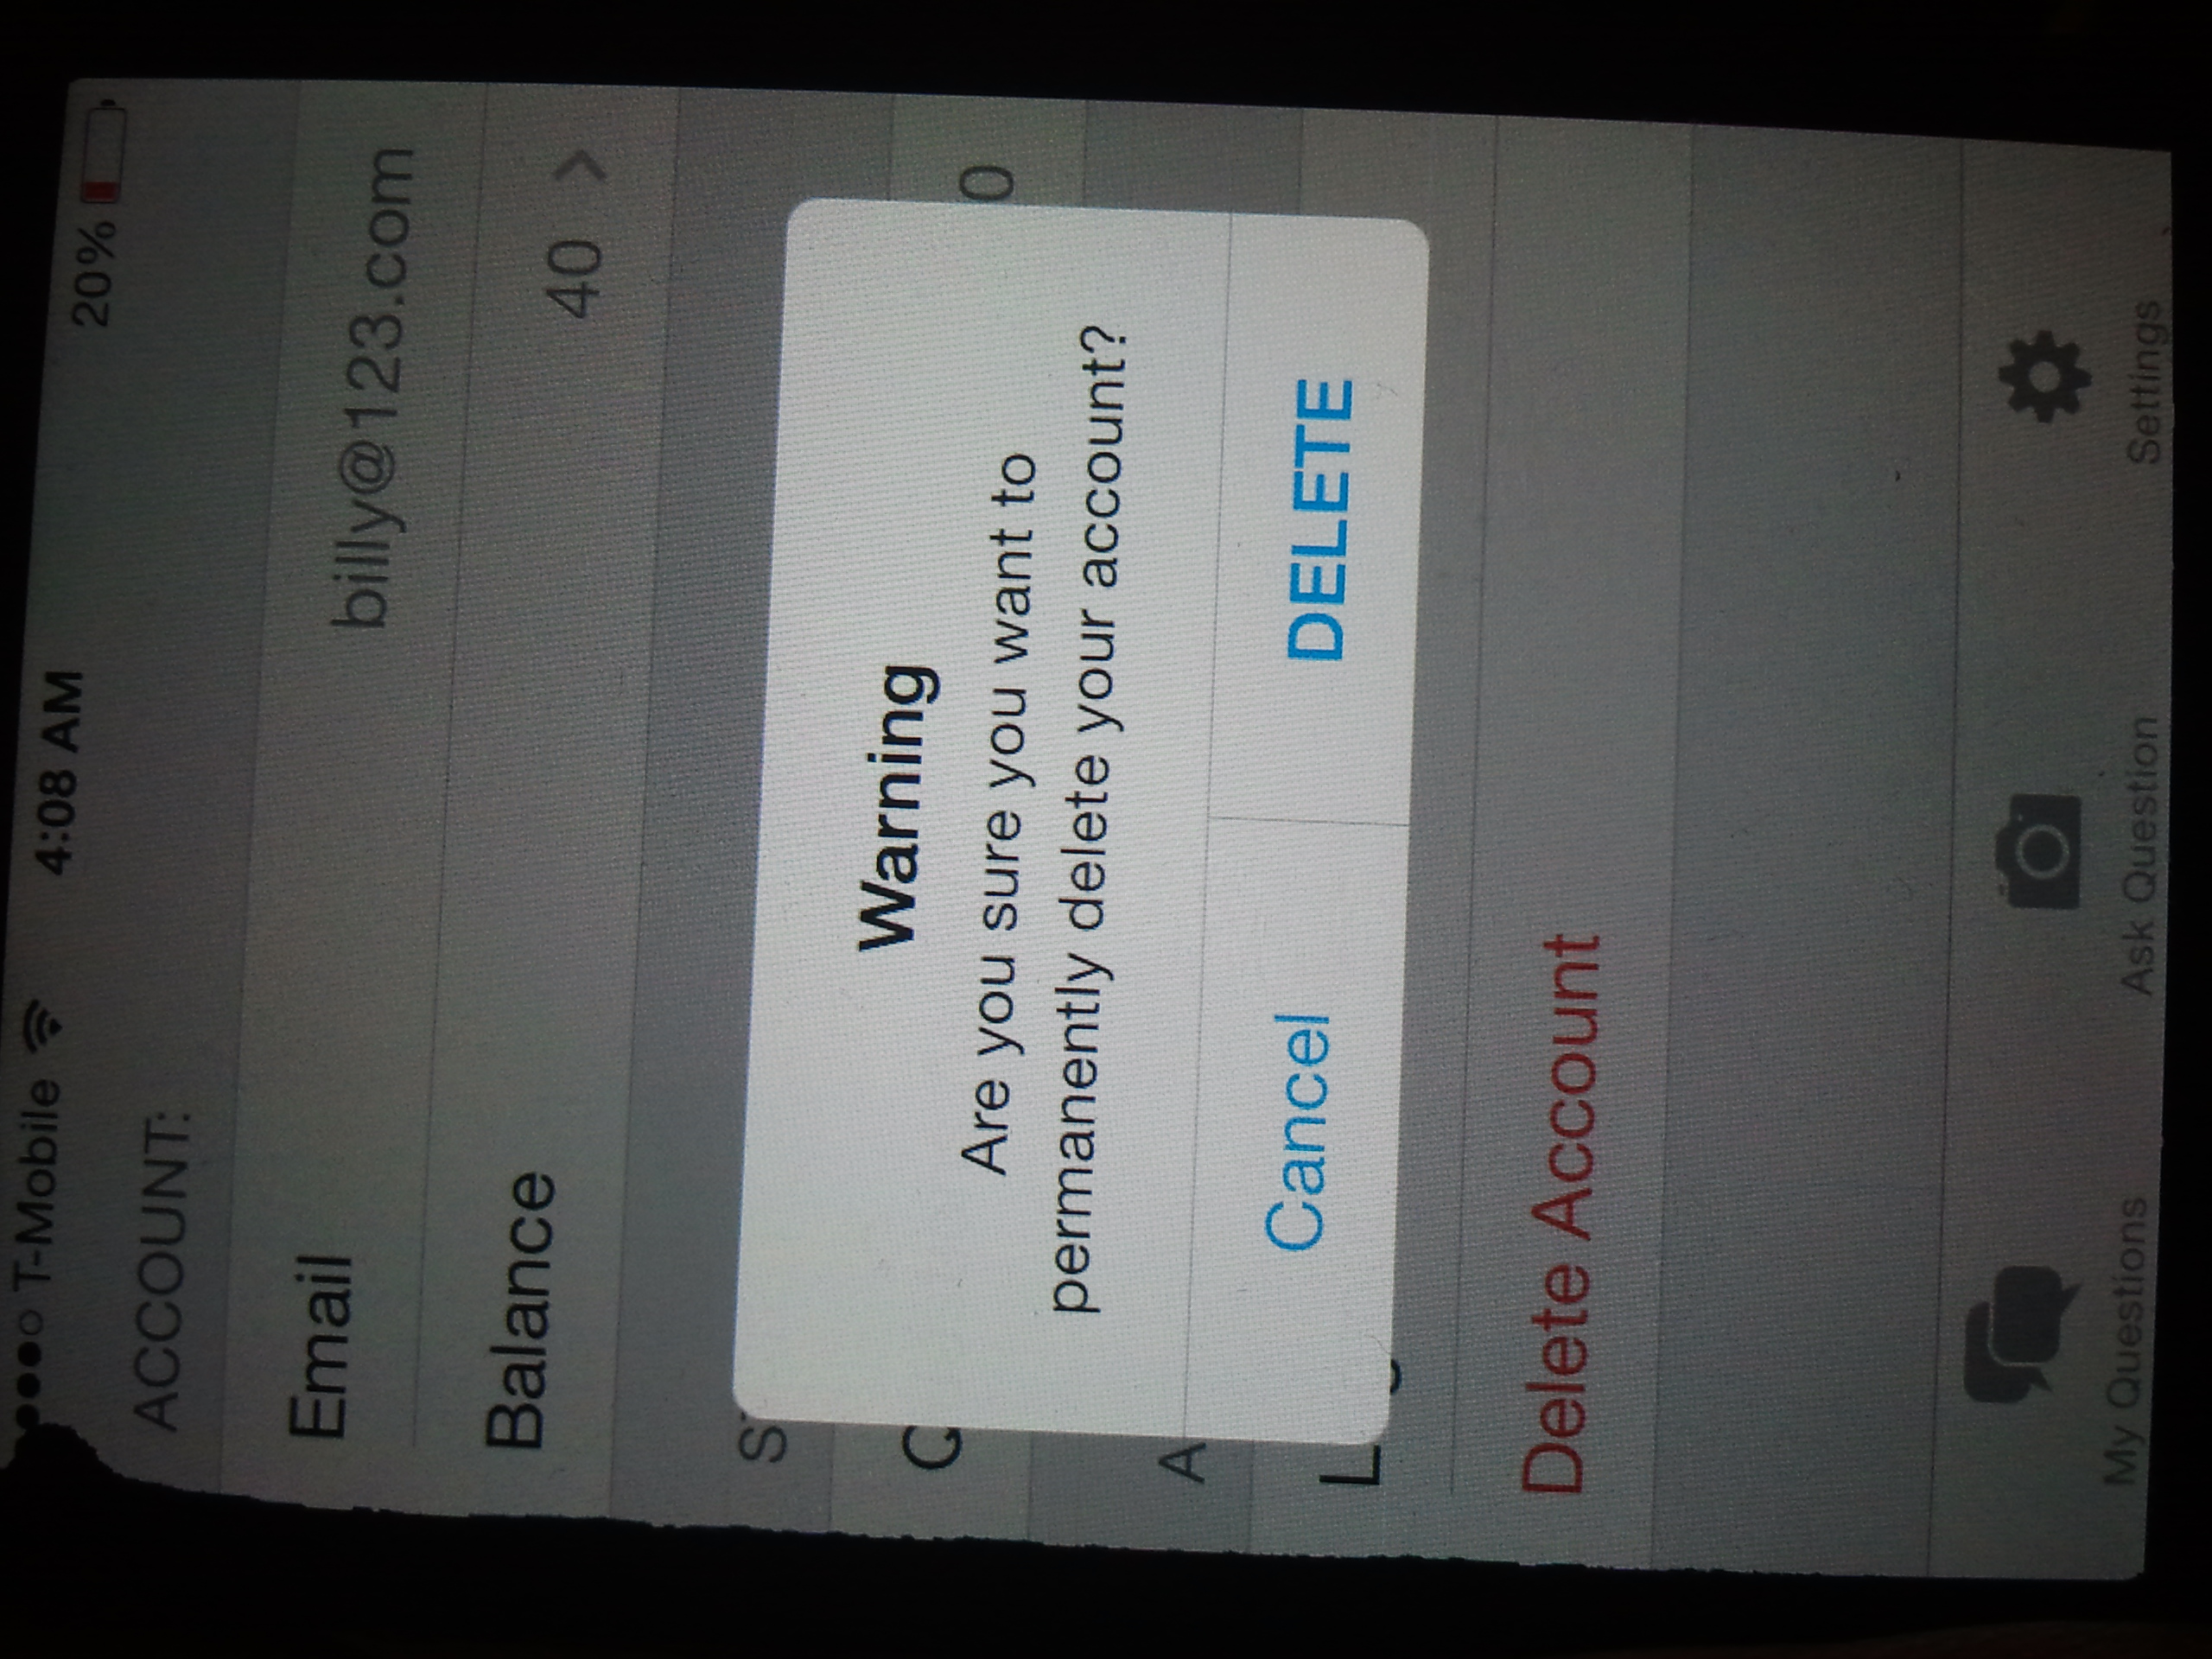 T-Mobile 4:08 AM 20%
ACCOUNT:
Email billy@123.com
Balance 40
Warning
Are you sure you want to
permanently delete your account?
Cancel DELETE
0
Delete Account
My Questions Ask Question Settings